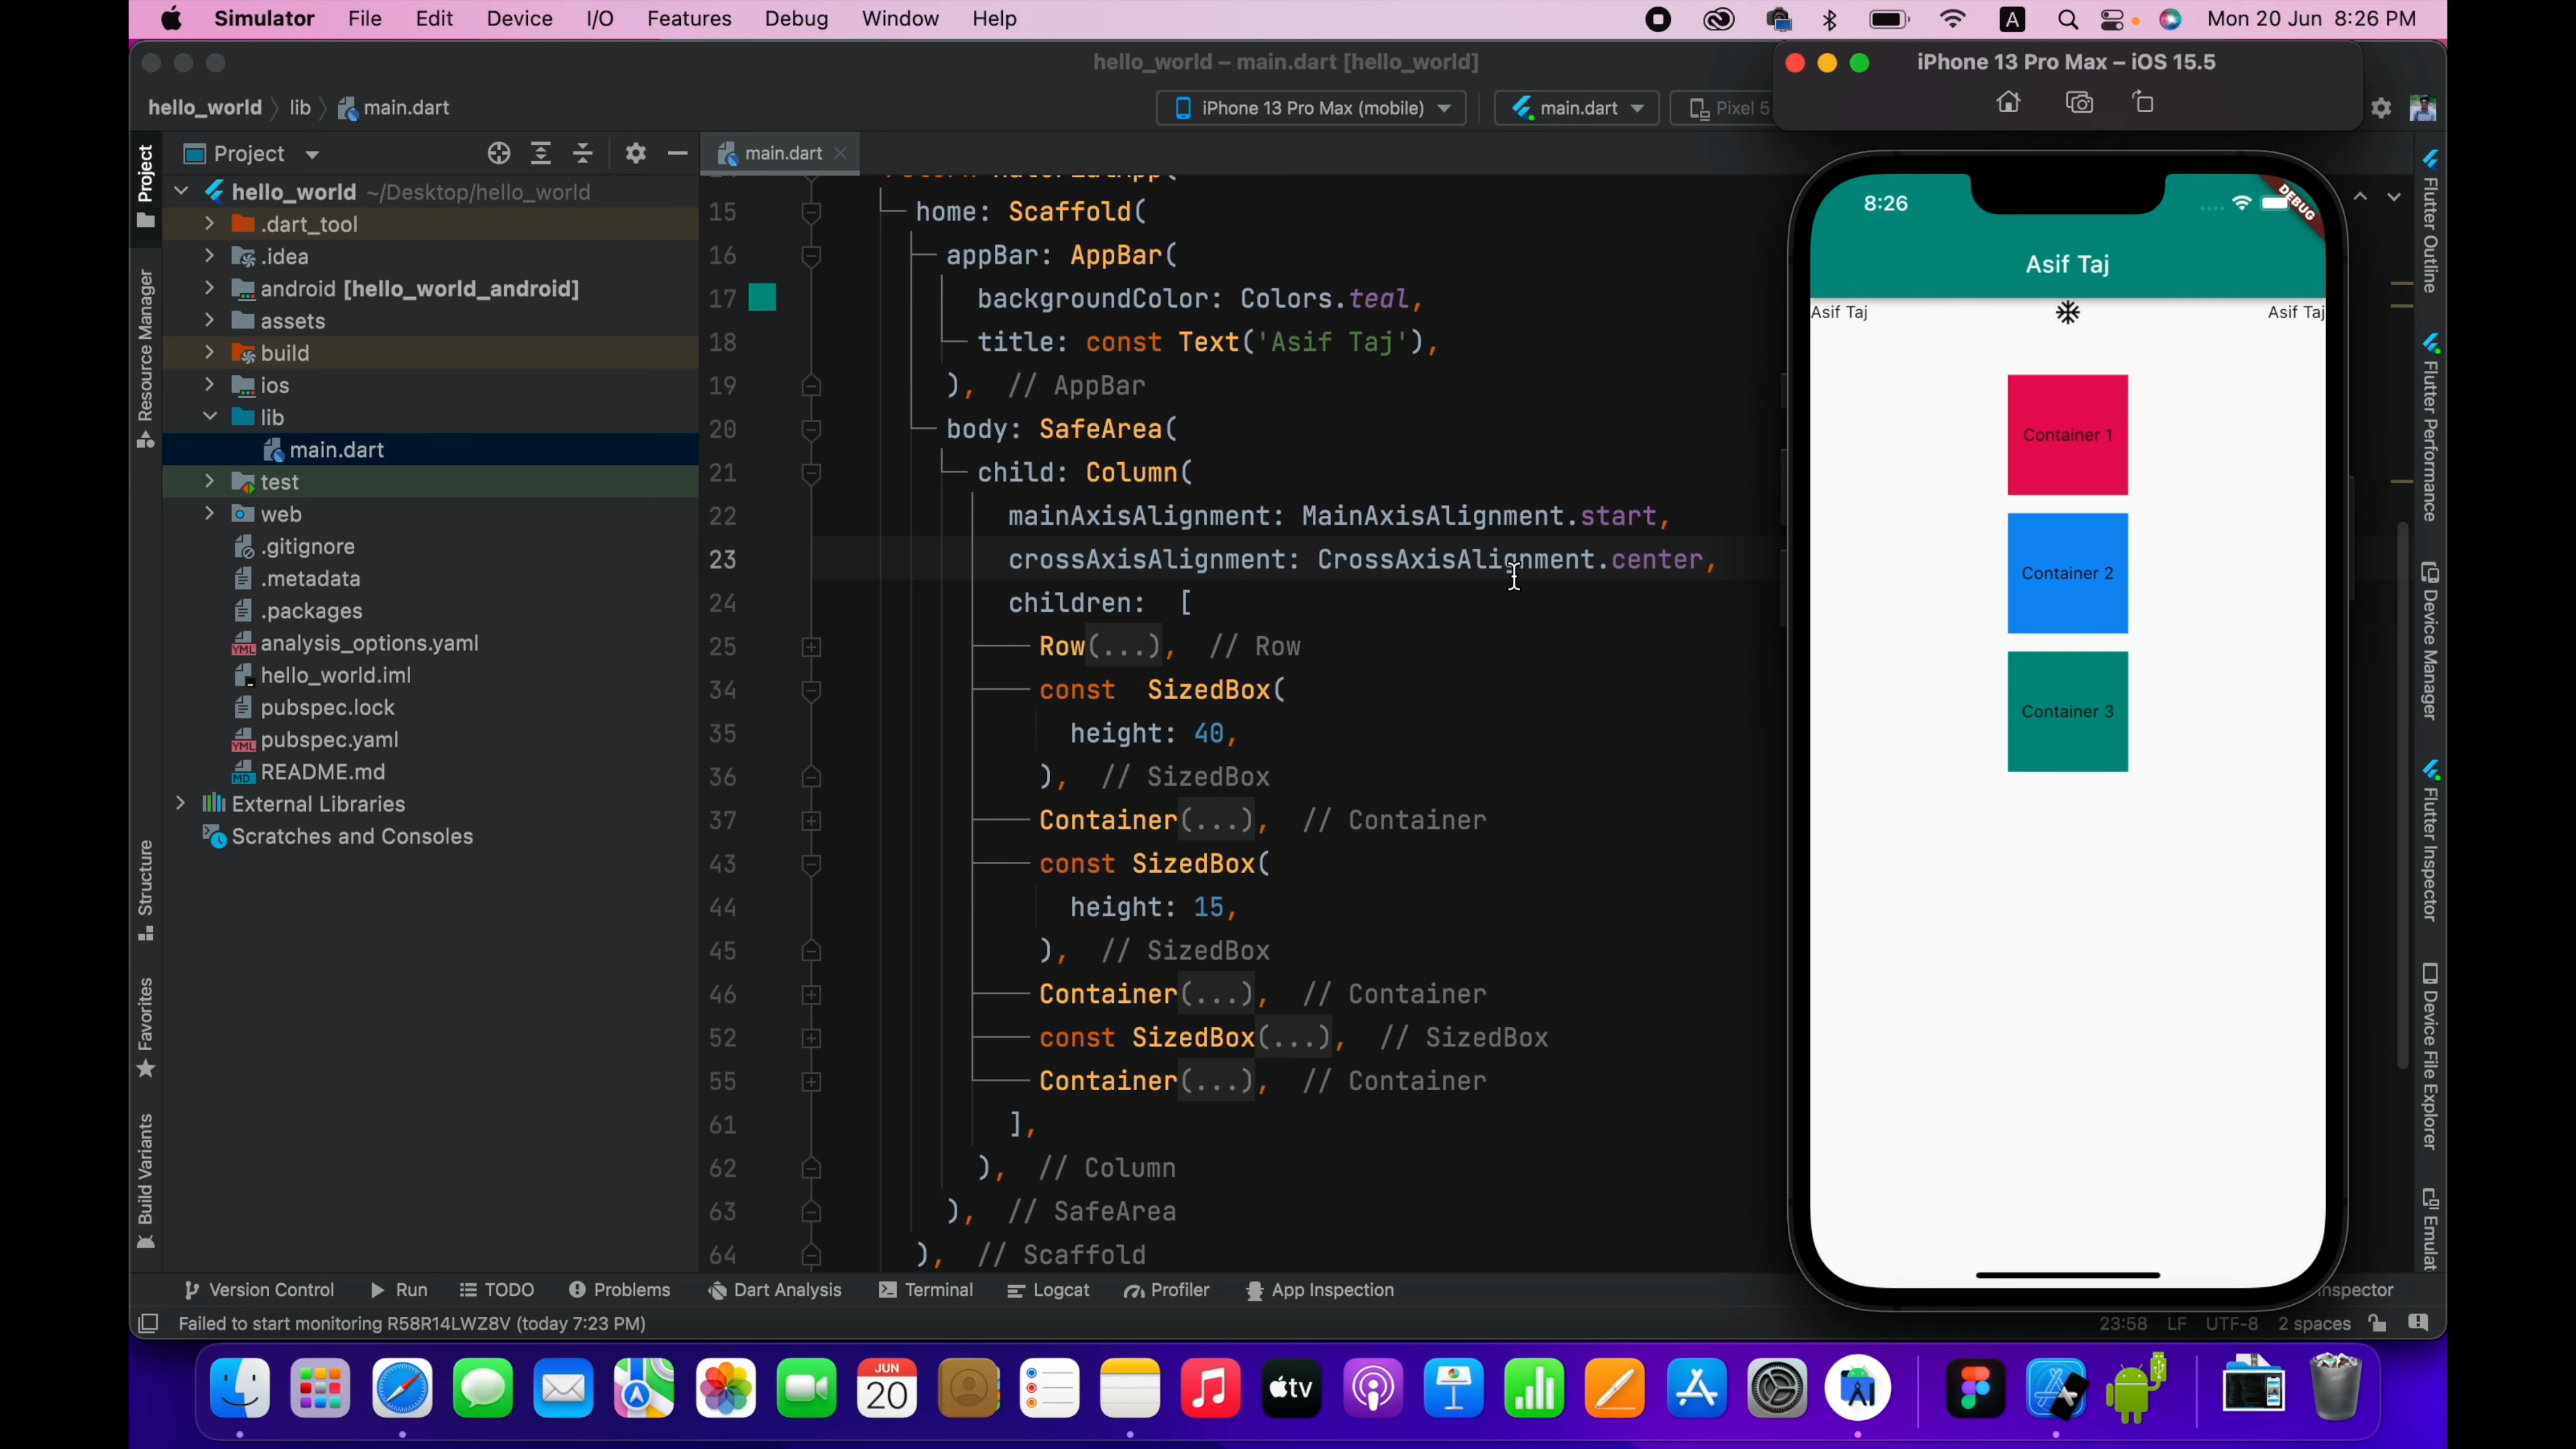 Simulator File Edit Device I/O Features Debug Window Help
A Mon 20 Jun 8:26 PM
hello_world – main.dart [hello_world]
iPhone 13 Pro Max – iOS 15.5
hello_world lib main.dart
iPhone 13 Pro Max (mobile) main.dart Pixel 5
Project
main.dart
Project
Resource Manager
Structure
Favorites
Build Variants
hello_world ~/Desktop/hello_world
.dart_tool
.idea
android [hello_world_android]
assets
build
ios
lib
main.dart
test
web
.gitignore
.metadata
.packages
analysis_options.yaml
hello_world.iml
pubspec.lock
pubspec.yaml
README.md
External Libraries
Scratches and Consoles
15 home: Scaffold(
16 appBar: AppBar(
17 backgroundColor: Colors.teal,
18 title: const Text('Asif Taj'),
19 ), // AppBar
20 body: SafeArea(
21 child: Column(
22 mainAxisAlignment: MainAxisAlignment.start,
23 crossAxisAlignment: CrossAxisAlignment.center,
24 children: [
25 Row(...), // Row
34 const SizedBox(
35 height: 40,
36 ), // SizedBox
37 Container(...), // Container
43 const SizedBox(
44 height: 15,
45 ), // SizedBox
46 Container(...), // Container
52 const SizedBox(...), // SizedBox
55 Container(...), // Container
61 ],
62 ), // Column
63 ), // SafeArea
64 ), // Scaffold
8:26
DEBUG
Asif Taj
Asif Taj Asif Taj
Container 1
Container 2
Container 3
Flutter Outline
Flutter Performance
Device Manager
Flutter Inspector
Device File Explorer
Emulat
Version Control Run TODO Problems Dart Analysis Terminal Logcat Profiler App Inspection
nspector
Failed to start monitoring R58R14LWZ8V (today 7:23 PM)
23:58 LF UTF-8 2 spaces
JUN
20
tv